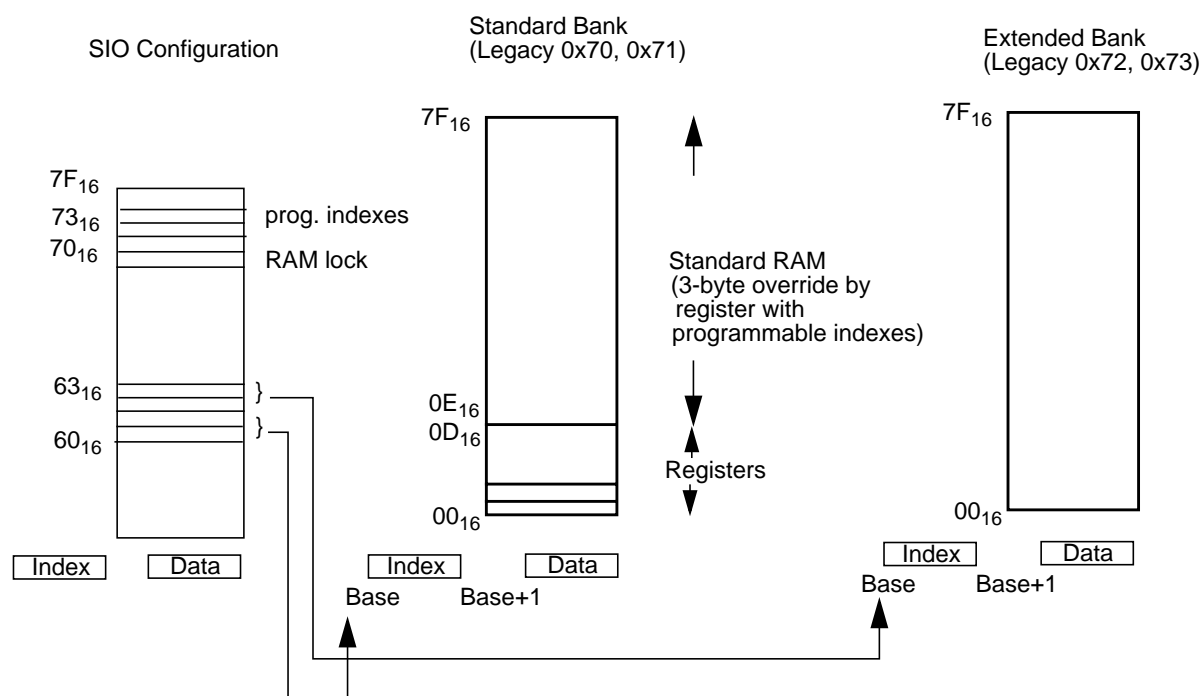 SIO Configuration
Standard Bank
(Legacy 0x70, 0x71)
Extended Bank
(Legacy 0x72, 0x73)
7F16
7316
7016
6316
6016
prog. indexes
RAM lock
}
}
Index
Data
7F16
0E16
0D16
0016
Standard RAM
(3-byte override by
register with
programmable indexes)
Registers
Index
Data
Base
Base+1
7F16
0016
Index
Data
Base
Base+1